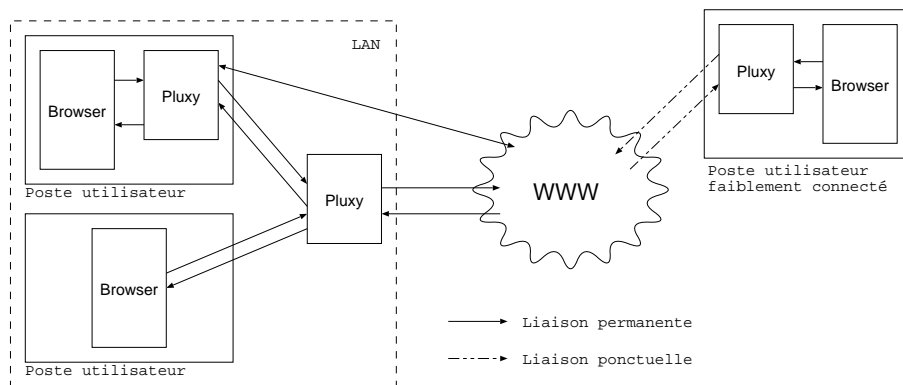 LAN
Browser
Pluxy
Poste utilisateur
Pluxy
Browser
Poste utilisateur
WWW
Pluxy
Browser
Poste utilisateur
faiblement connecté
Liaison permanente
Liaison ponctuelle